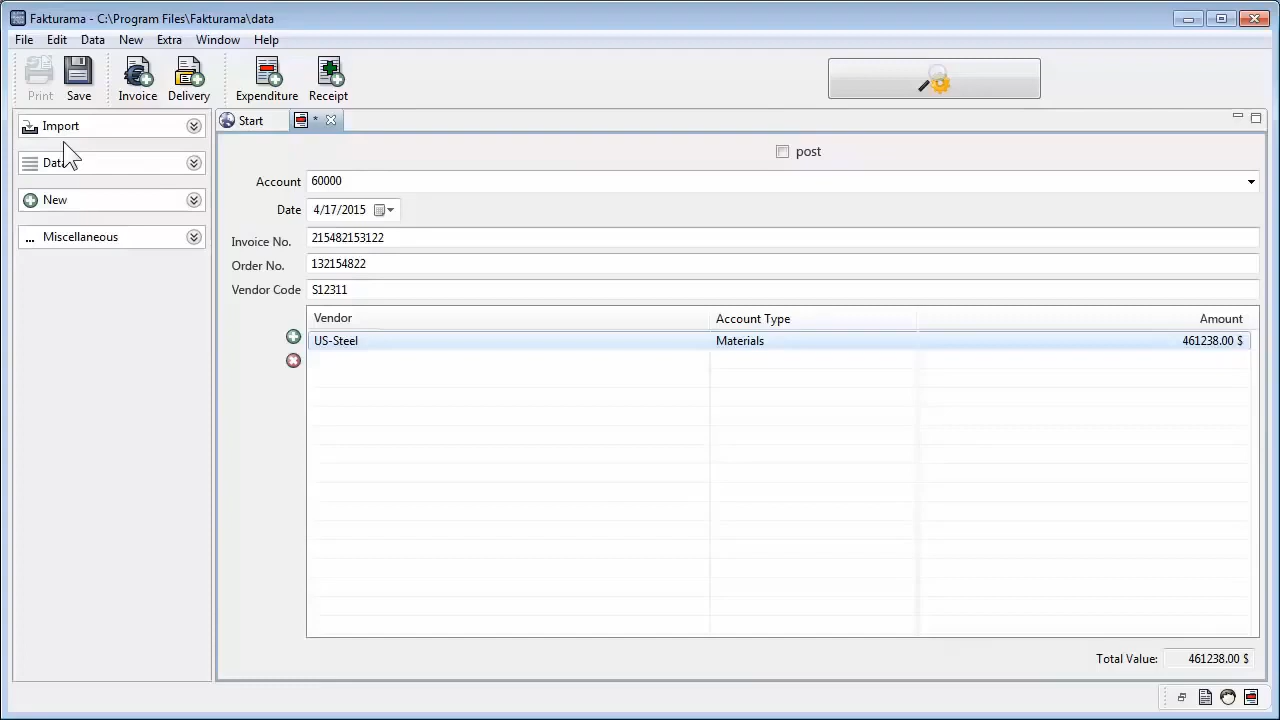 Fakturama - C:\Program Files\Fakturama\data
File Edit Data New Extra Window Help
Print Save Invoice Delivery Expenditure Receipt
Import
Data
New
... Miscellaneous
Start *
post
Account 60000
Date 4/17/2015
Invoice No. 215482153122
Order No. 132154822
Vendor Code S12311
Vendor Account Type Amount
US-Steel Materials 461238.00 $
Total Value: 461238.00 $